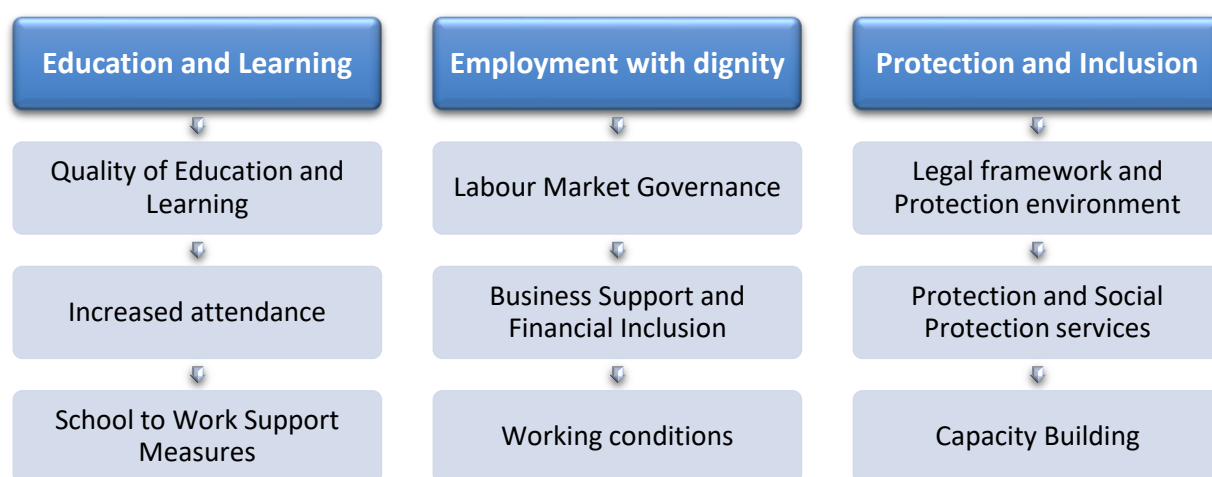 Education and Learning
Quality of Education and
Learning
Increased attendance
School to Work Support
Measures
Employment with dignity
Labour Market Governance
Business Support and
Financial Inclusion
Working conditions
Protection and Inclusion
Legal framework and
Protection environment
Protection and Social
Protection services
Capacity Building